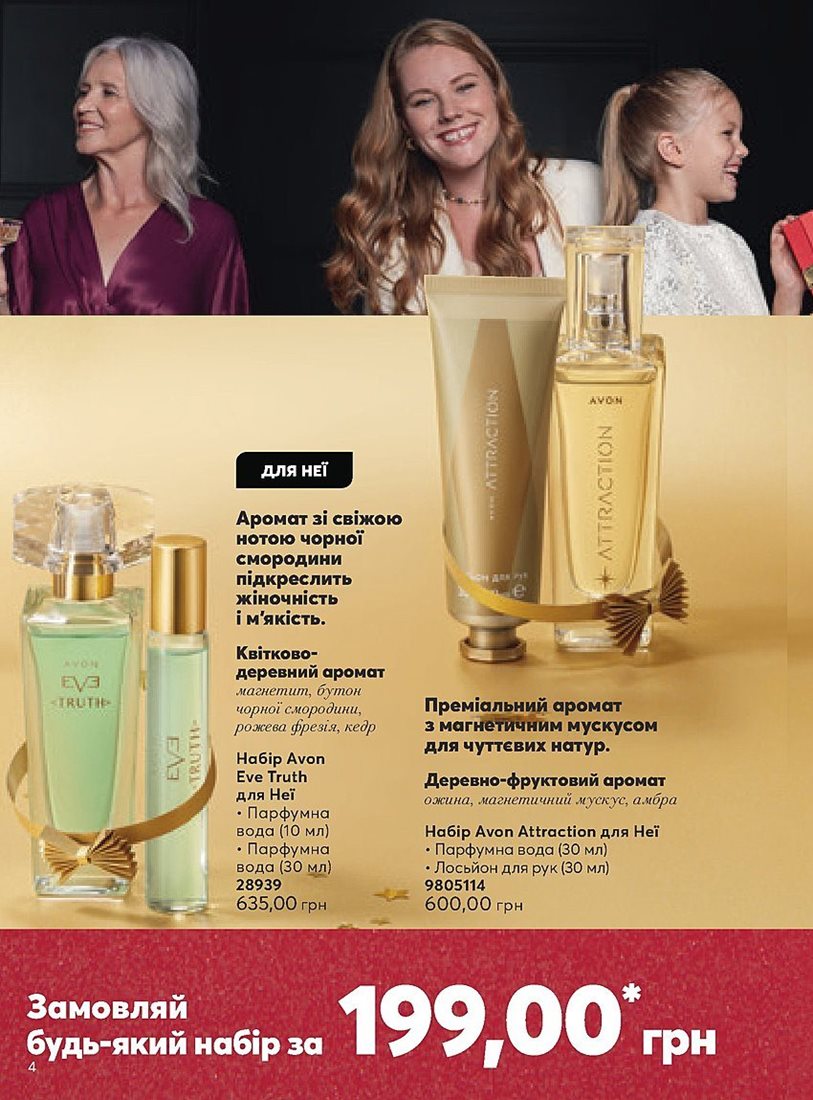 ДЛЯ НЕЇ
Аромат зі свіжою
нотою чорної
смородини
підкреслить
жіночність
і м'якість.
Квітково-
деревний аромат
магнетит, бутон
чорної смородини,
рожева фрезія, кедр
Набір Avon
Eve Truth
для Неї
• Парфумна
вода (10 мл)
• Парфумна
вода (30 мл)
28939
635,00 грн
AVON
EVE
<TRUTH>
EVE
<TRUTH>
ATTRACTION
AVON
ATTRACTION
Преміальний аромат
з магнетичним мускусом
для чуттєвих натур.
Деревно-фруктовий аромат
ожина, магнетичний мускус, амбра
Набір Avon Attraction для Неї
• Парфумна вода (30 мл)
• Лосьйон для рук (30 мл)
9805114
600,00 грн
Замовляй
будь-який набір за
199,00* грн
4